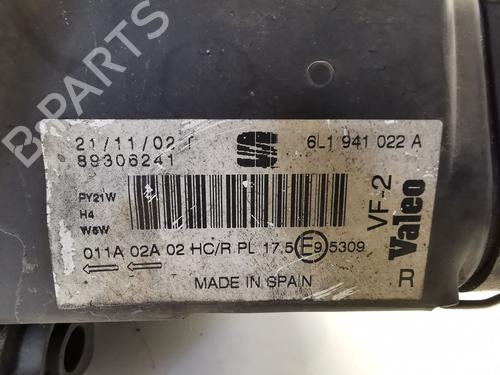 B-PARTS
21/11/02 T
89306241
6L1 941 022 A
PY21W
H4
W5W
VF-2
Valeo
011A 02A 02 HC/R PL 17.5 E9 5309
MADE IN SPAIN
R